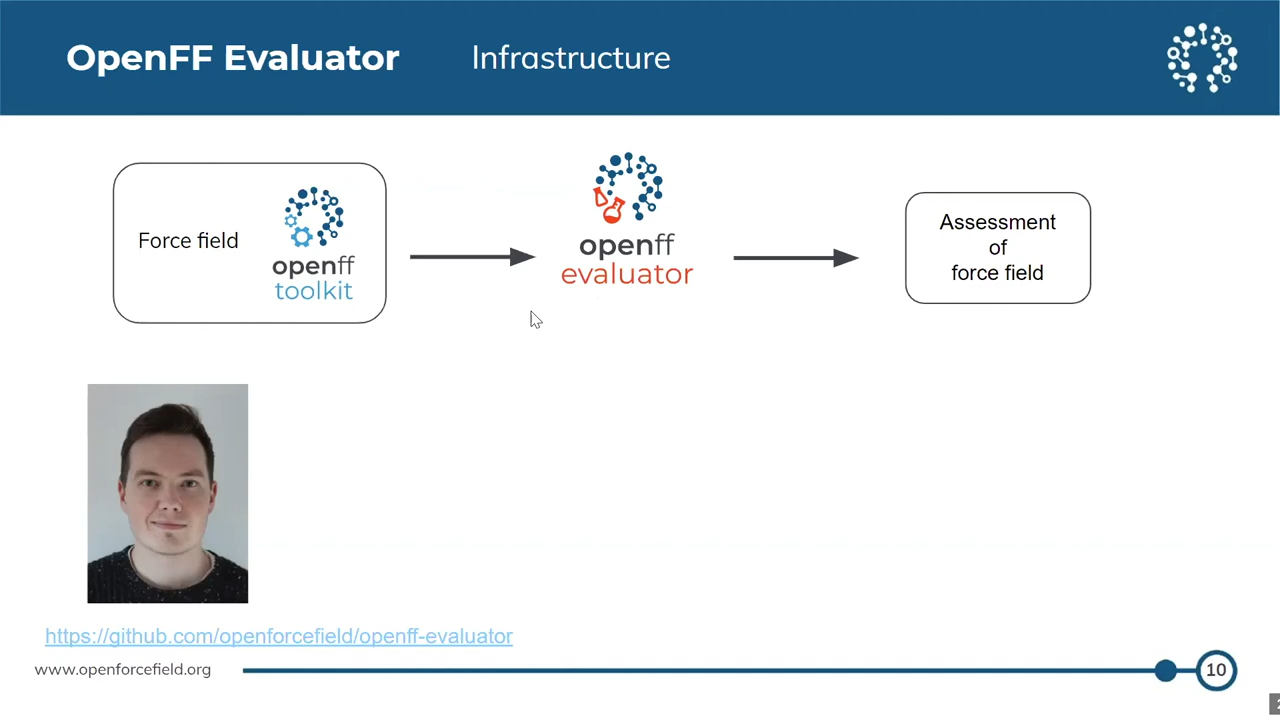 OpenFF Evaluator Infrastructure
Force field
openff
toolkit
openff
evaluator
Assessment
of
force field
https://github.com/openforcefield/openff-evaluator
www.openforcefield.org
10